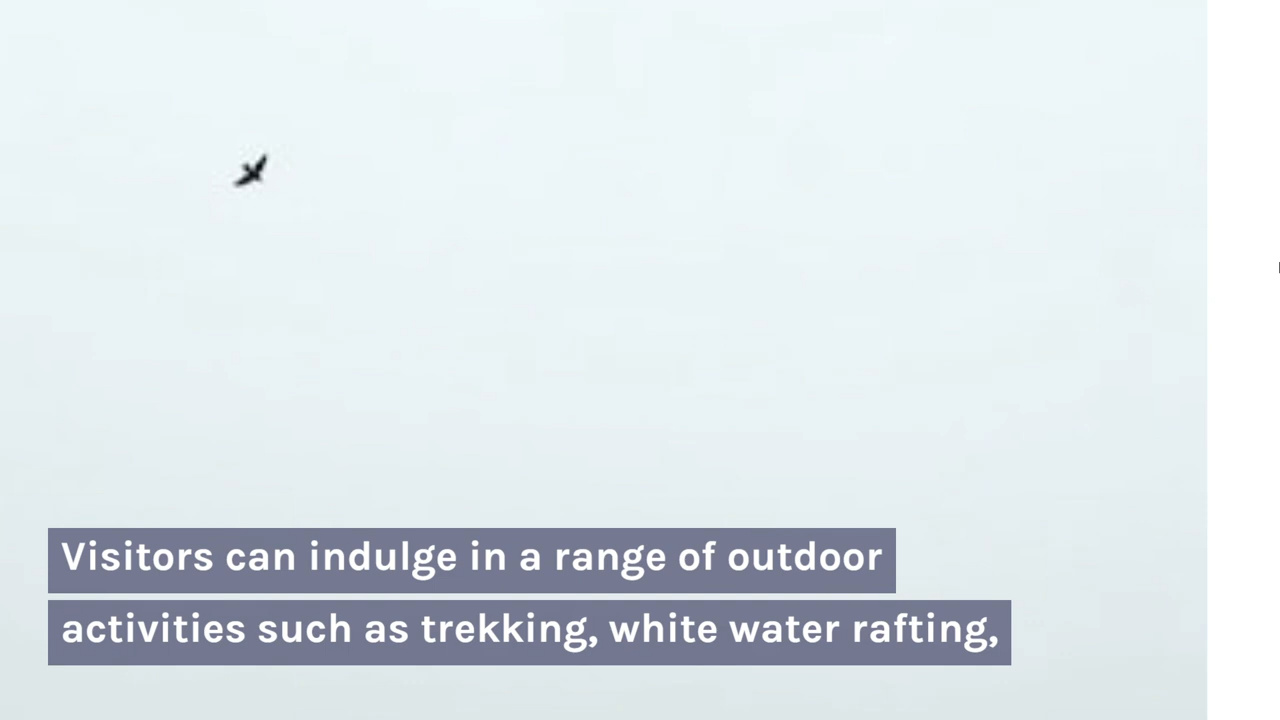 Visitors can indulge in a range of outdoor
activities such as trekking, white water rafting,